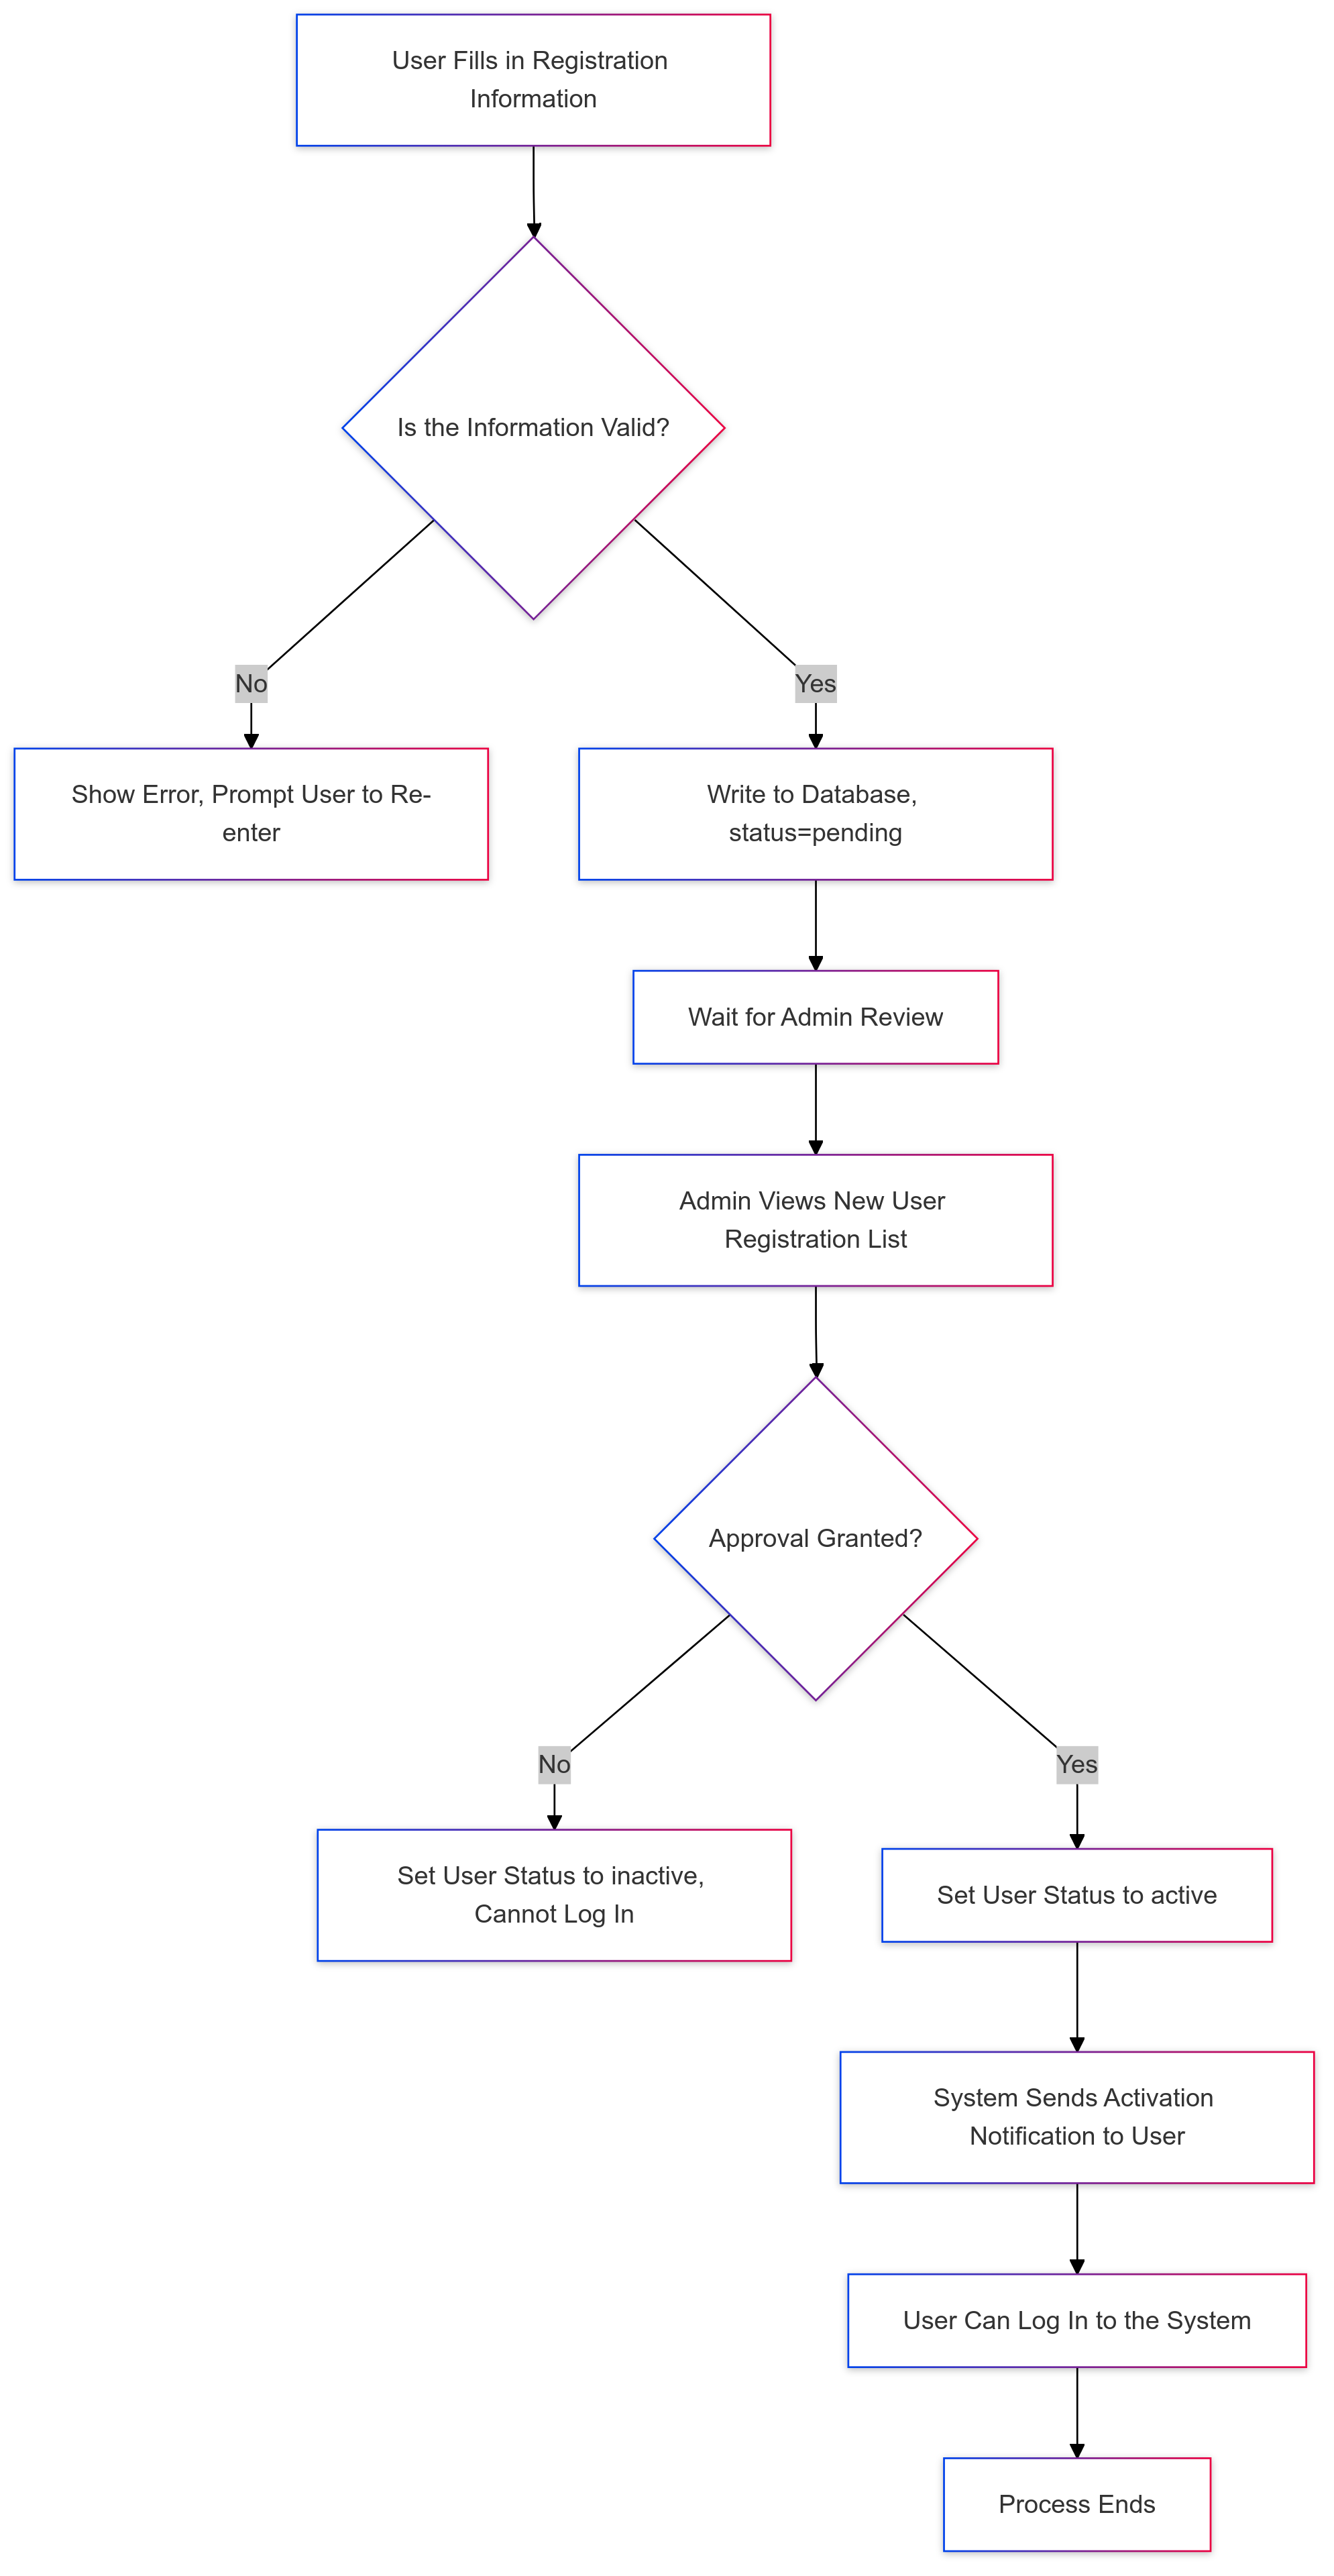 User Fills in Registration
Information
Is the Information Valid?
No
Yes
Show Error, Prompt User to Re-
enter
Write to Database,
status=pending
Wait for Admin Review
Admin Views New User
Registration List
Approval Granted?
No
Yes
Set User Status to inactive,
Cannot Log In
Set User Status to active
System Sends Activation
Notification to User
User Can Log In to the System
Process Ends